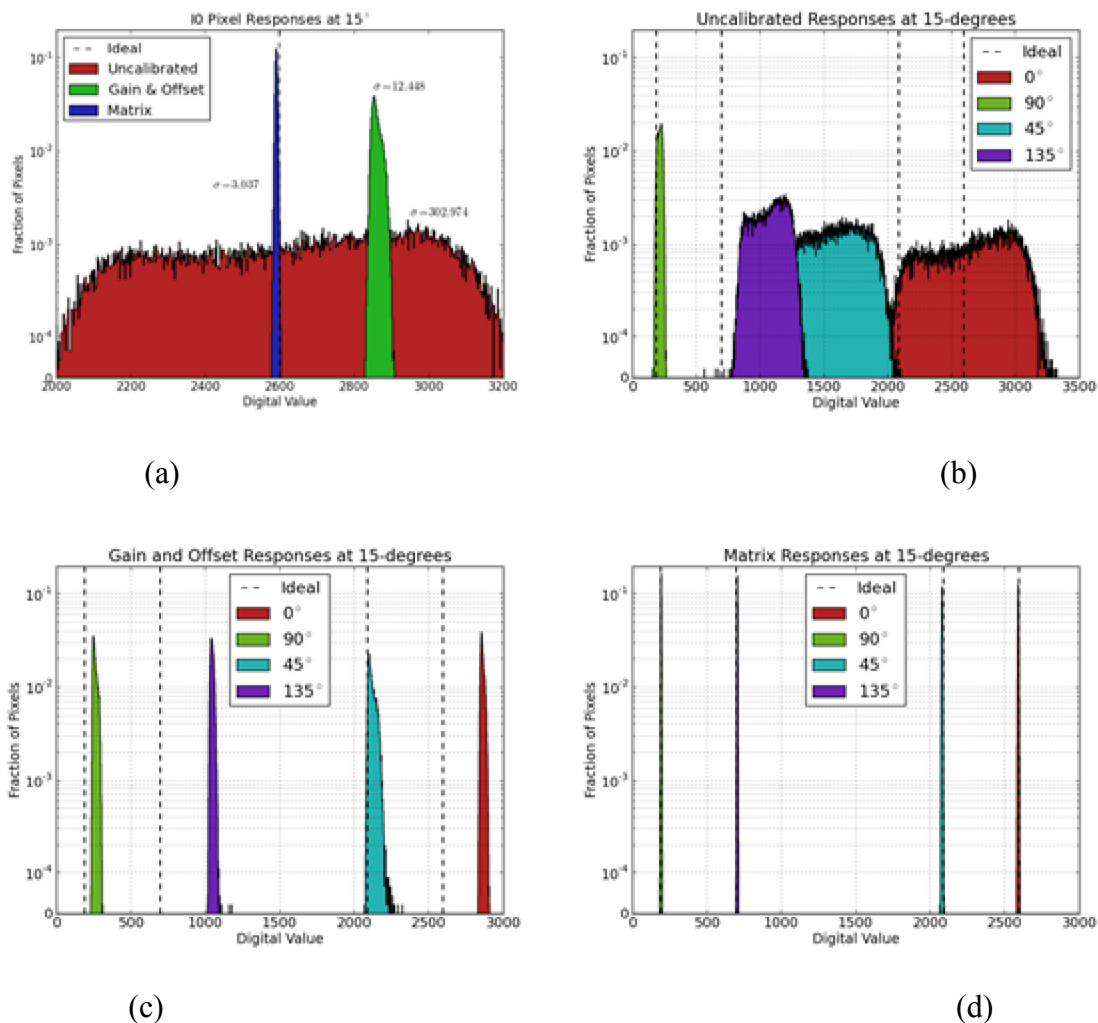 I0 Pixel Responses at 15°
Ideal
Uncalibrated
Gain & Offset
Matrix
σ=12.448
σ=3.037
σ=302.974
Fraction of Pixels
10⁻¹
10⁻²
10⁻³
10⁻⁴
0
2000 2200 2400 2600 2800 3000 3200
Digital Value
(a)
Uncalibrated Responses at 15-degrees
Ideal
0°
90°
45°
135°
Fraction of Pixels
10⁻¹
10⁻²
10⁻³
10⁻⁴
0
0 500 1000 1500 2000 2500 3000 3500
Digital Value
(b)
Gain and Offset Responses at 15-degrees
Ideal
0°
90°
45°
135°
Fraction of Pixels
10⁻¹
10⁻²
10⁻³
10⁻⁴
0
0 500 1000 1500 2000 2500 3000
Digital Value
(c)
Matrix Responses at 15-degrees
Ideal
0°
90°
45°
135°
Fraction of Pixels
10⁻¹
10⁻²
10⁻³
10⁻⁴
0
0 500 1000 1500 2000 2500 3000
Digital Value
(d)